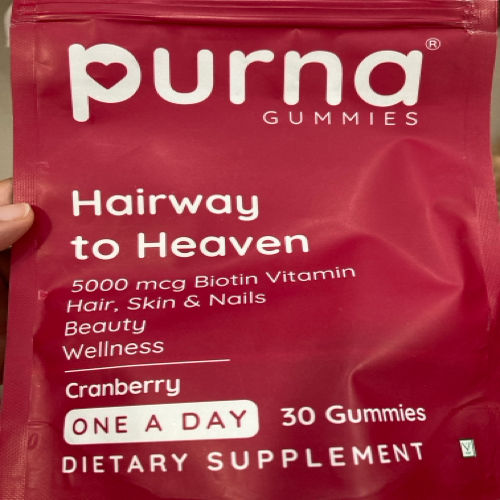 purna®
GUMMIES
Hairway
to Heaven
5000 mcg Biotin Vitamin
Hair, Skin & Nails
Beauty
Wellness
Cranberry
ONE A DAY 30 Gummies
DIETARY SUPPLEMENT